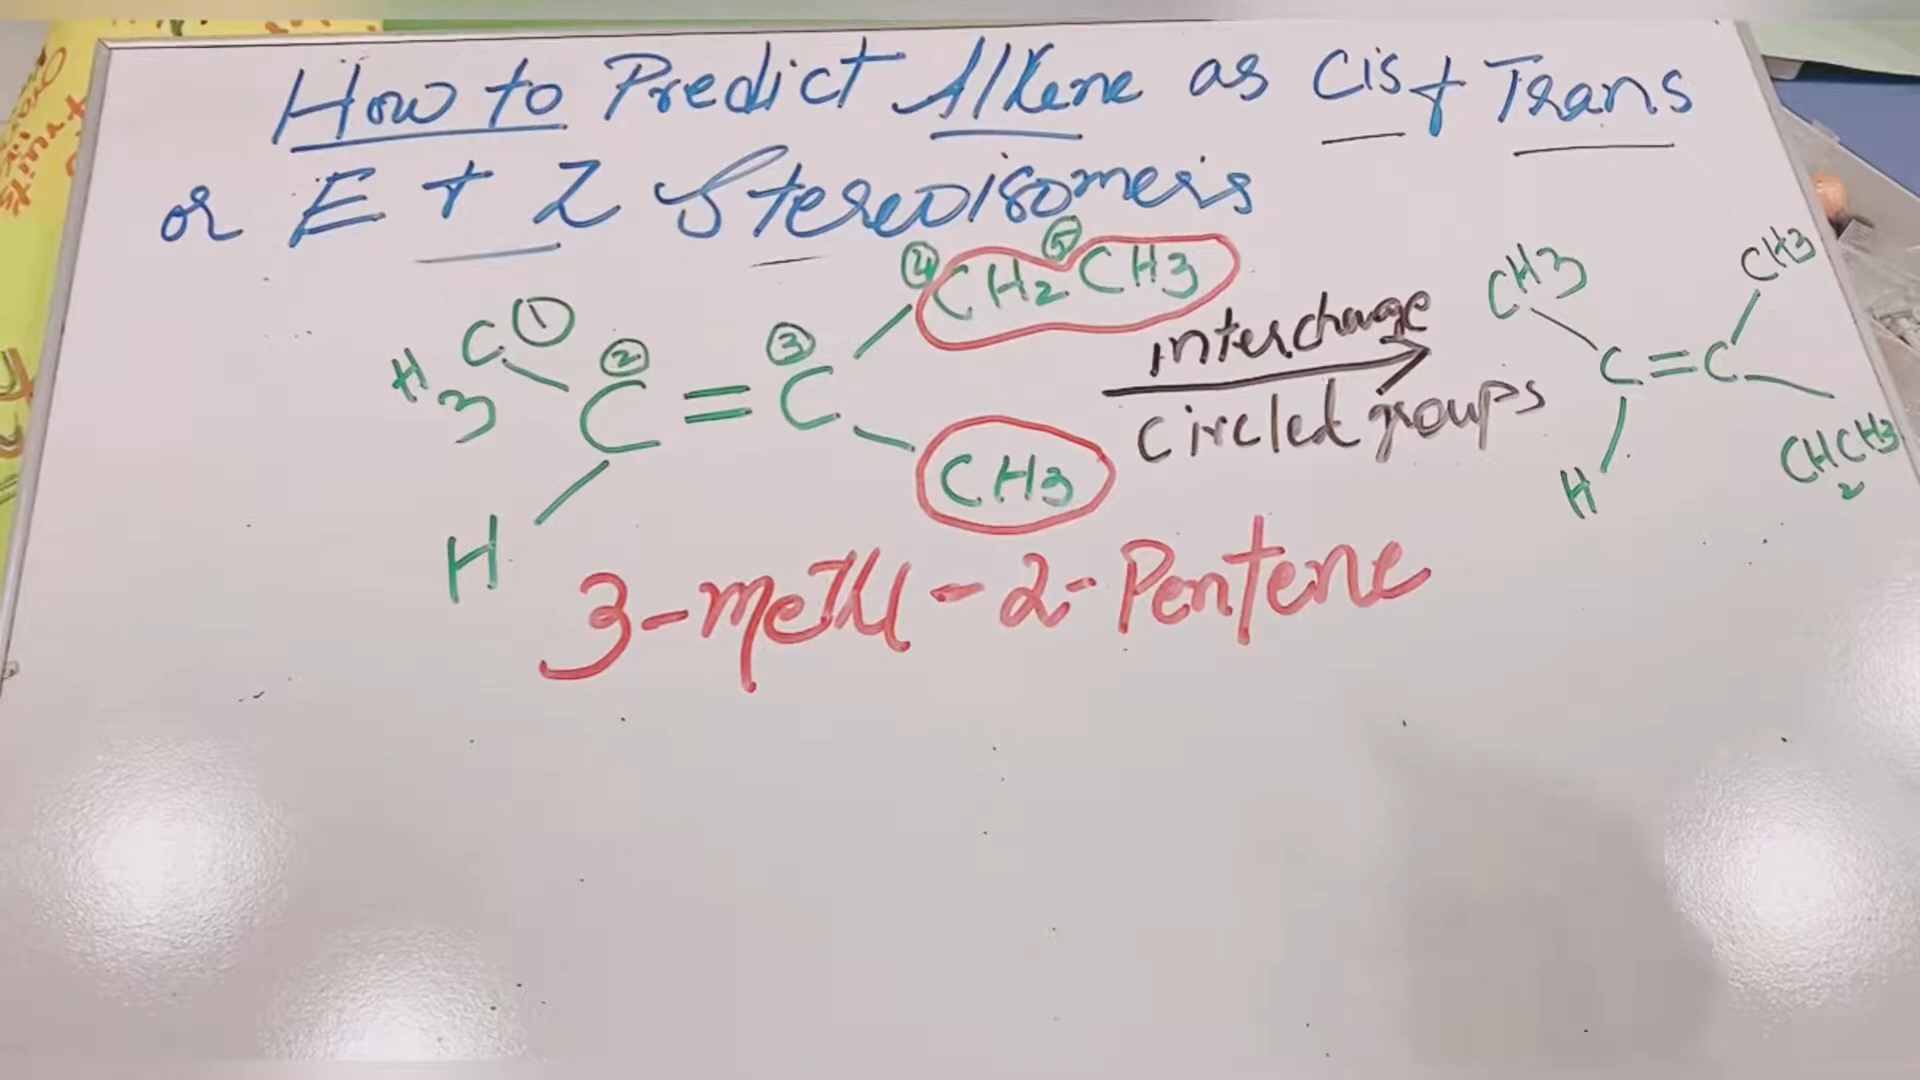 How to Predict Alkene as Cis + Trans
or E + Z Stereoisomers
④ CH2 ⑤ CH3
H3C ① ② C = ③ C
H
CH3
interchange
circled groups
CH3 CH3
C = C
H CH2CH3
3-methl-2-Pentene